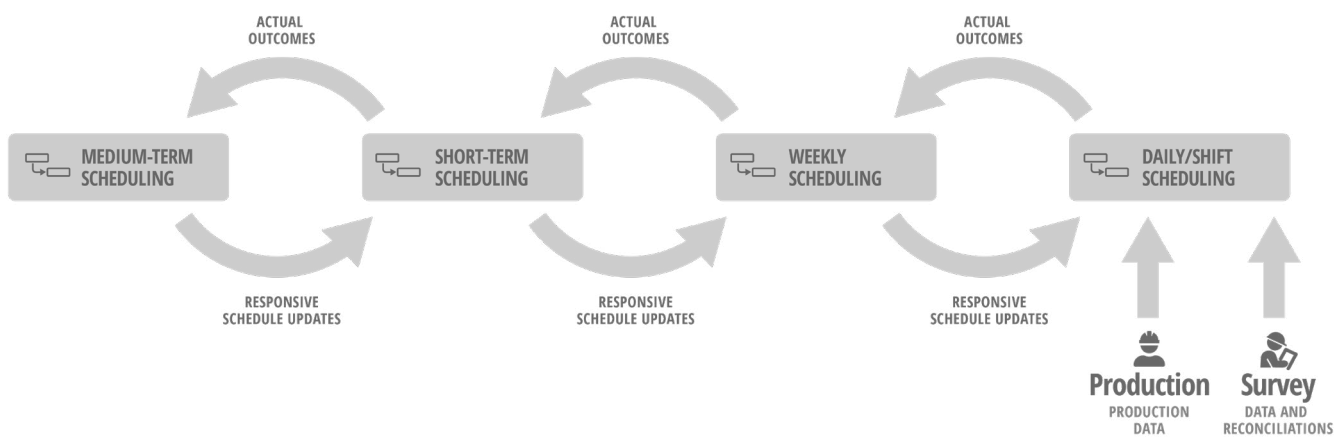 ACTUAL
OUTCOMES
ACTUAL
OUTCOMES
ACTUAL
OUTCOMES
MEDIUM-TERM
SCHEDULING
SHORT-TERM
SCHEDULING
WEEKLY
SCHEDULING
DAILY/SHIFT
SCHEDULING
RESPONSIVE
SCHEDULE UPDATES
RESPONSIVE
SCHEDULE UPDATES
RESPONSIVE
SCHEDULE UPDATES
Production
PRODUCTION
DATA
Survey
DATA AND
RECONCILIATIONS